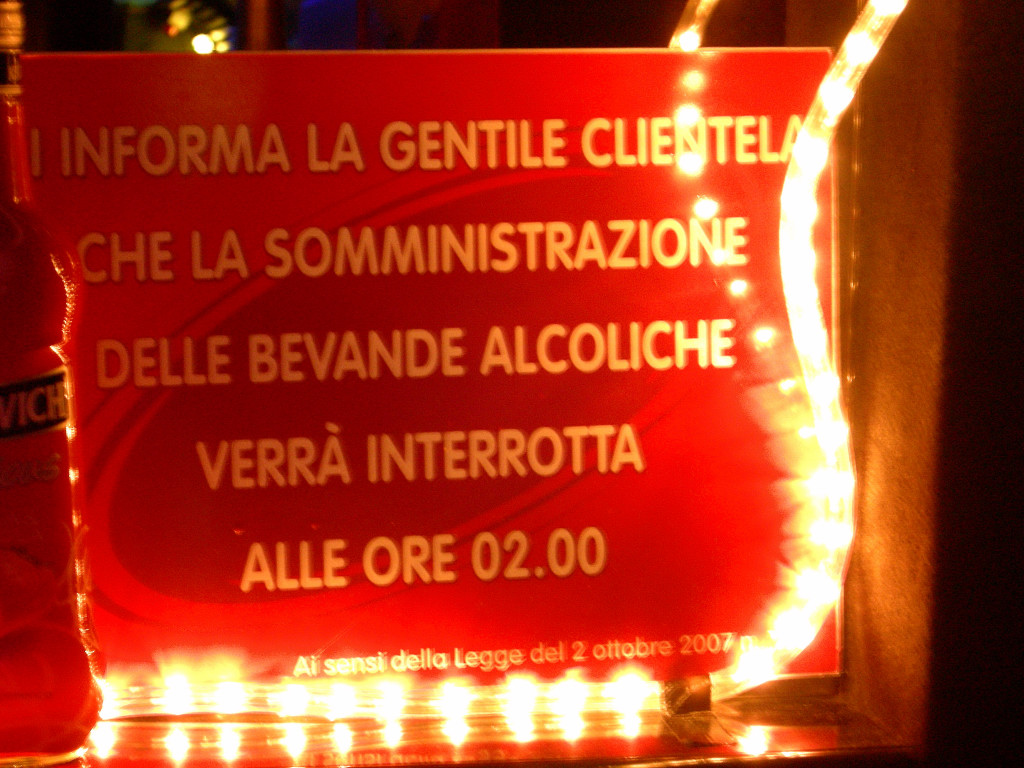 I INFORMA LA GENTILE CLIENTELA
CHE LA SOMMINISTRAZIONE
DELLE BEVANDE ALCOLICHE
VERRÀ INTERROTTA
ALLE ORE 02.00
Ai sensi della Legge del 2 ottobre 2007 n
VICH